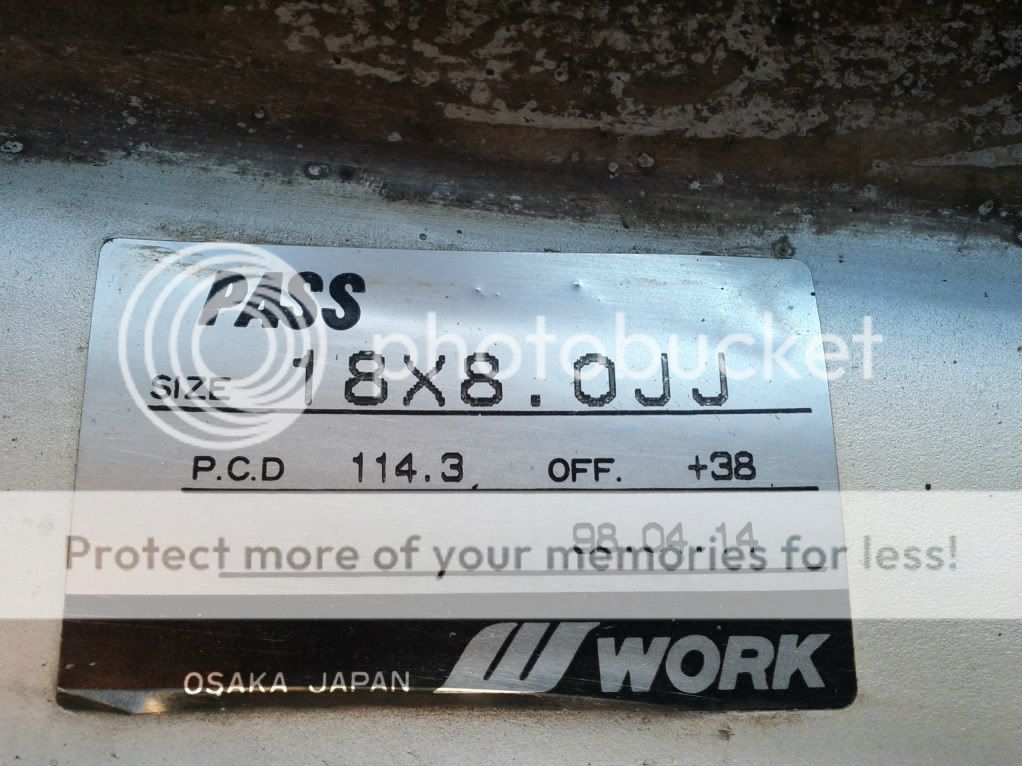 PASS
photobucket
SIZE 18X8.0JJ
P.C.D 114.3 OFF. +38
98.04.14
Protect more of your memories for less!
OSAKA JAPAN WORK